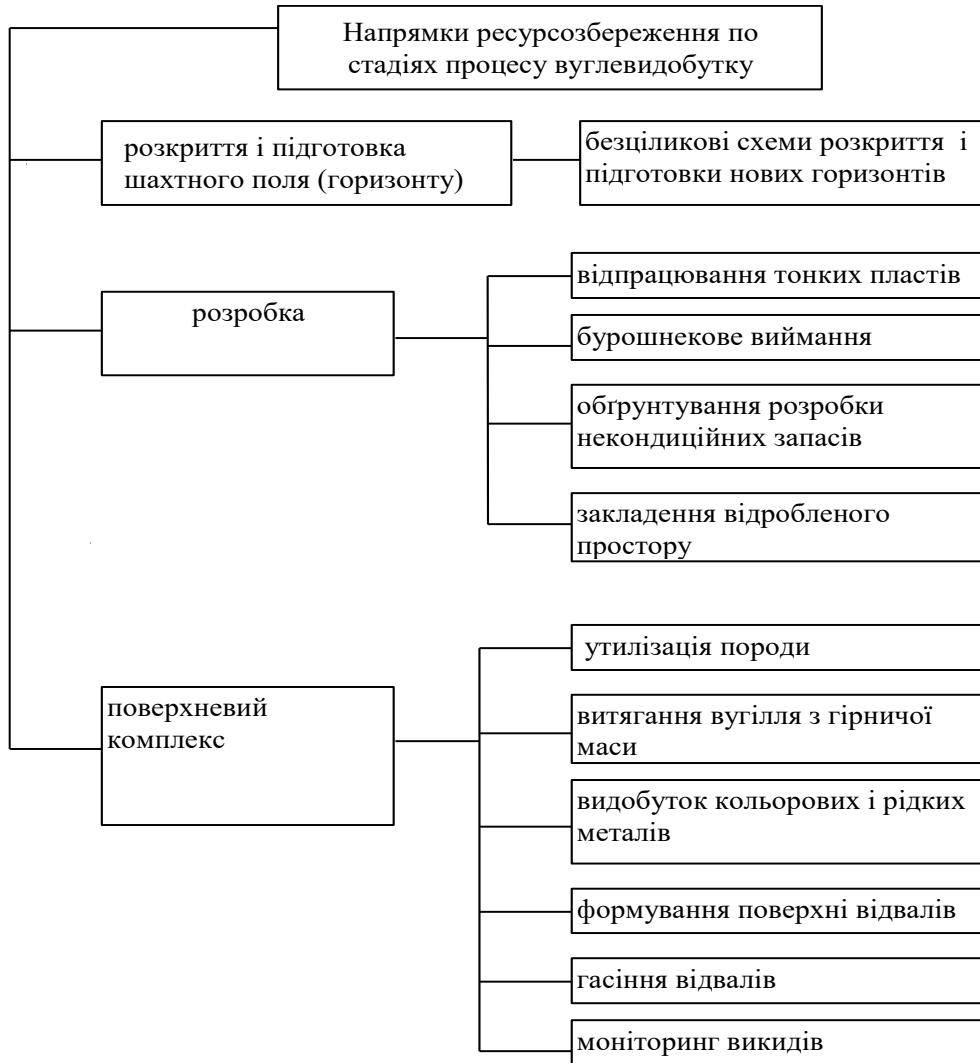 Напрямки ресурсозбереження по
стадіях процесу вуглевидобутку
розкриття і підготовка
шахтного поля (горизонту)
безціликові схеми розкриття і
підготовки нових горизонтів
розробка
відпрацювання тонких пластів
бурошнекове виймання
обґрунтування розробки
некондиційних запасів
закладення відробленого
простору
поверхневий
комплекс
утилізація породи
витягання вугілля з гірничої
маси
видобуток кольорових і рідких
металів
формування поверхні відвалів
гасіння відвалів
моніторинг викидів